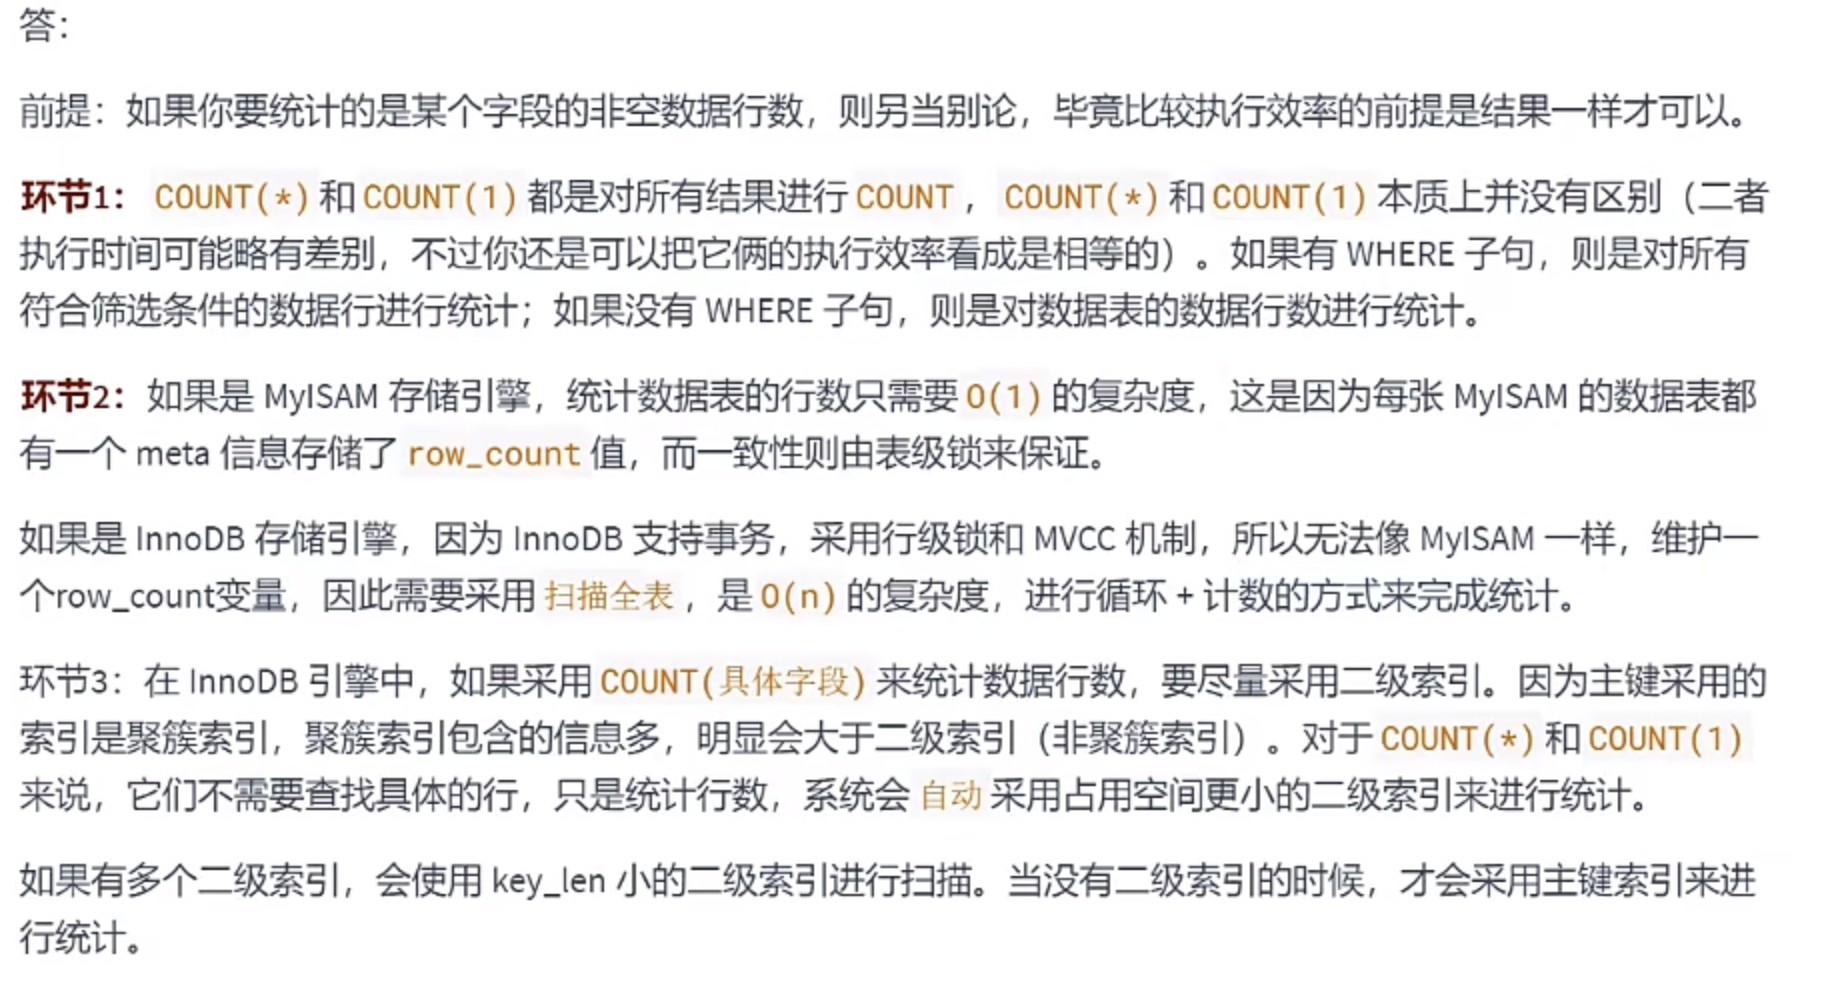 答：
前提：如果你要统计的是某个字段的非空数据行数，则另当别论，毕竟比较执行效率的前提是结果一样才可以。
环节1： COUNT(*) 和 COUNT(1) 都是对所有结果进行 COUNT ， COUNT(*) 和 COUNT(1) 本质上并没有区别（二者
执行时间可能略有差别，不过你还是可以把它俩的执行效率看成是相等的）。如果有 WHERE 子句，则是对所有
符合筛选条件的数据行进行统计；如果没有 WHERE 子句，则是对数据表的数据行数进行统计。
环节2：如果是 MyISAM 存储引擎，统计数据表的行数只需要 O(1) 的复杂度，这是因为每张 MyISAM 的数据表都
有一个 meta 信息存储了 row_count 值，而一致性则由表级锁来保证。
如果是 InnoDB 存储引擎，因为 InnoDB 支持事务，采用行级锁和 MVCC 机制，所以无法像 MyISAM 一样，维护一
个row_count变量，因此需要采用 扫描全表 ，是 O(n) 的复杂度，进行循环 + 计数的方式来完成统计。
环节3：在 InnoDB 引擎中，如果采用 COUNT(具体字段) 来统计数据行数，要尽量采用二级索引。因为主键采用的
索引是聚簇索引，聚簇索引包含的信息多，明显会大于二级索引（非聚簇索引）。对于 COUNT(*) 和 COUNT(1)
来说，它们不需要查找具体的行，只是统计行数，系统会 自动 采用占用空间更小的二级索引来进行统计。
如果有多个二级索引，会使用 key_len 小的二级索引进行扫描。当没有二级索引的时候，才会采用主键索引来进
行统计。